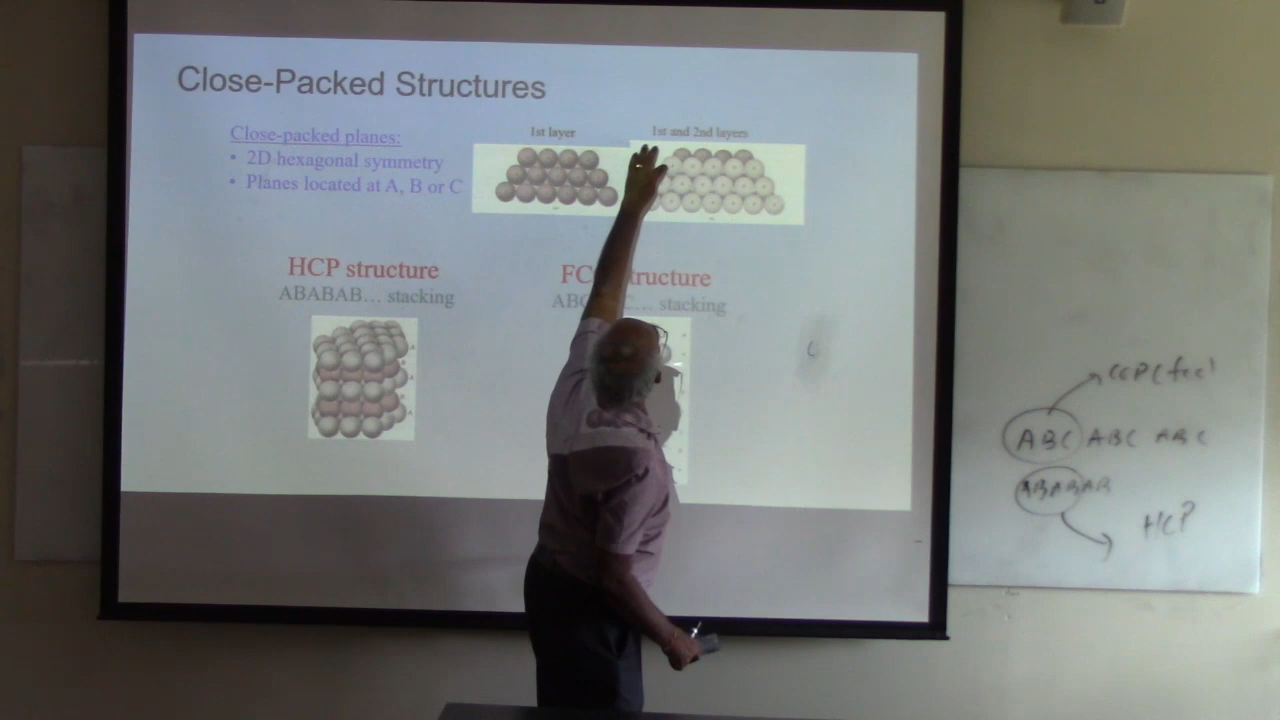 Close-Packed Structures
Close-packed planes:
• 2D hexagonal symmetry
• Planes located at A, B or C
1st layer
1st and 2nd layers
HCP structure
ABABAB... stacking
structure
stacking
CCP (fcc)
ABC ABC ABC
ABABAB
HCP